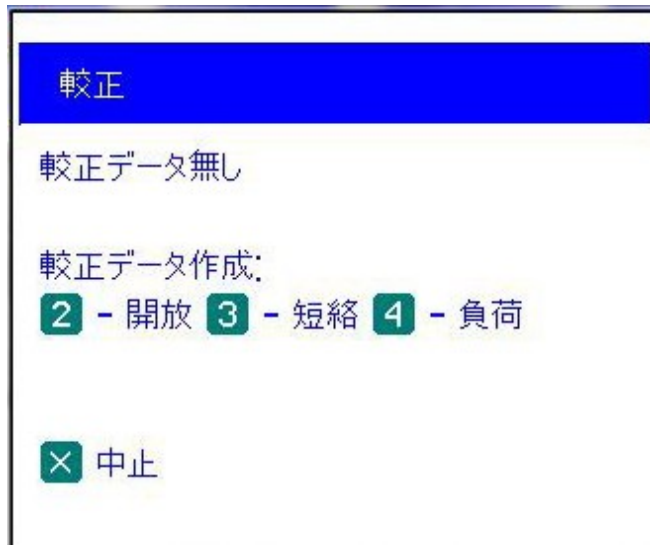 較正
較正データ無し
較正データ作成:
2 - 開放 3 - 短絡 4 - 負荷
× 中止